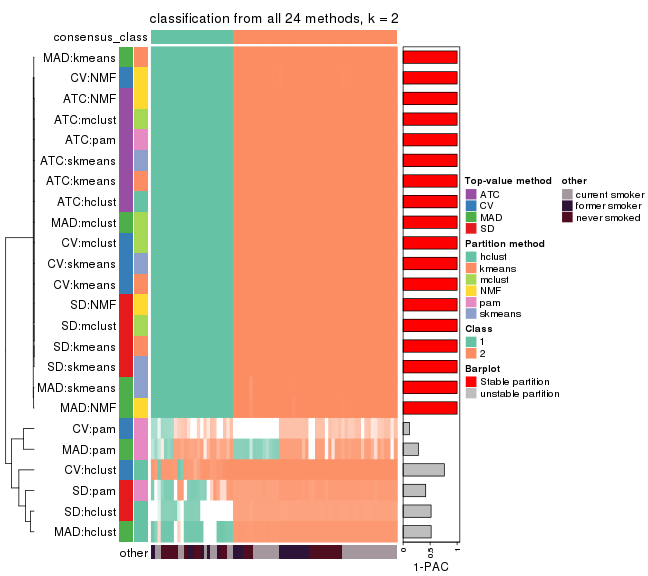 classification from all 24 methods, k = 2
consensus_class
MAD:kmeans
CV:NMF
ATC:NMF
ATC:mclust
ATC:pam
ATC:skmeans
ATC:kmeans
ATC:hclust
MAD:mclust
CV:mclust
CV:skmeans
CV:kmeans
SD:NMF
SD:mclust
SD:kmeans
SD:skmeans
MAD:skmeans
MAD:NMF
CV:pam
MAD:pam
CV:hclust
SD:pam
SD:hclust
MAD:hclust
other
0 0.5 1
1-PAC
Top-value method
ATC
CV
MAD
SD
Partition method
hclust
kmeans
mclust
NMF
pam
skmeans
Class
1
2
Barplot
Stable partition
unstable partition
other
current smoker
former smoker
never smoked